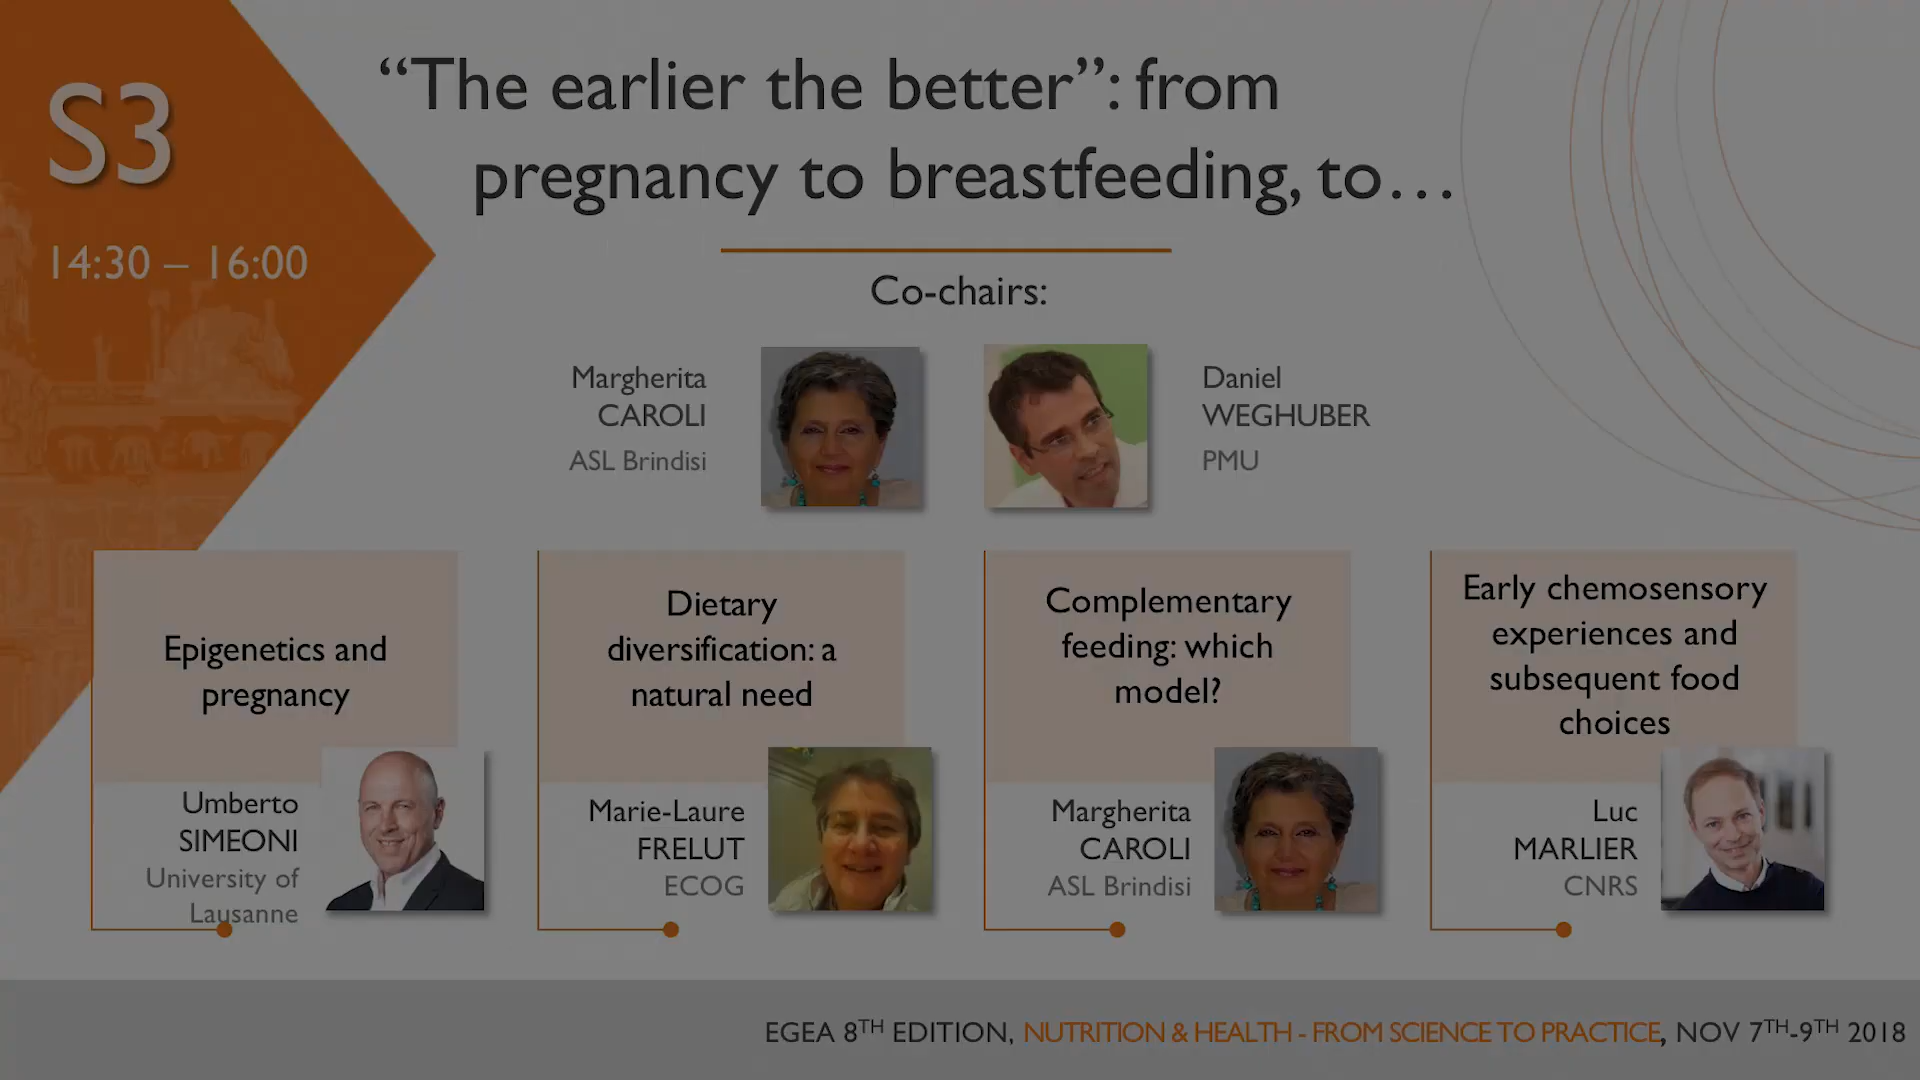 S3
14:30 – 16:00
“The earlier the better”: from
pregnancy to breastfeeding, to…
Co-chairs:
Margherita
CAROLI
ASL Brindisi
Daniel
WEGHUBER
PMU
Epigenetics and
pregnancy
Umberto
SIMEONI
University of
Lausanne
Dietary
diversification: a
natural need
Marie-Laure
FRELUT
ECOG
Complementary
feeding: which
model?
Margherita
CAROLI
ASL Brindisi
Early chemosensory
experiences and
subsequent food
choices
Luc
MARLIER
CNRS
EGEA 8TH EDITION, NUTRITION & HEALTH - FROM SCIENCE TO PRACTICE, NOV 7TH-9TH 2018